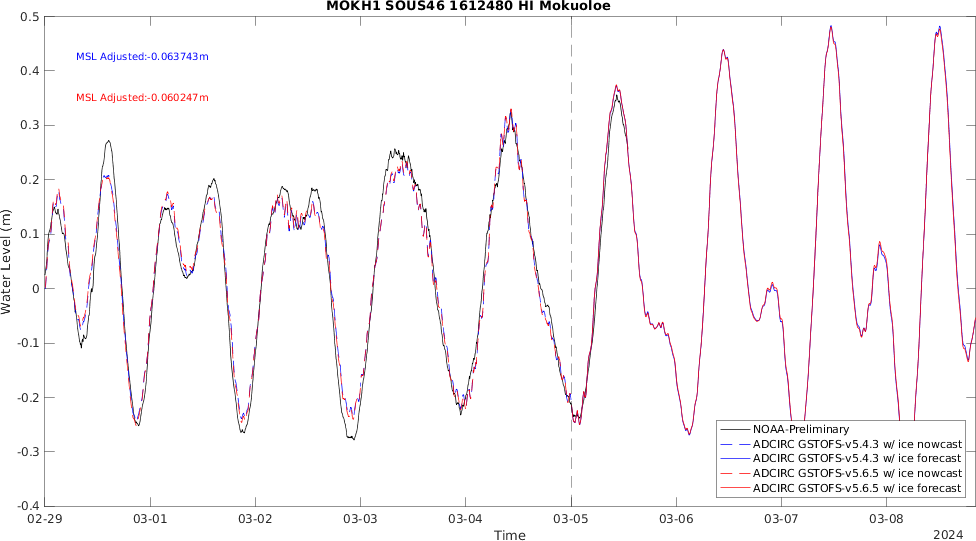 MOKH1 SOUS46 1612480 HI Mokuoloe
0.5
MSL Adjusted:-0.063743m
0.4
MSL Adjusted:-0.060247m
0.3
0.2
0.1
Water Level (m)
0
-0.1
-0.2
NOAA-Preliminary
ADCIRC GSTOFS-v5.4.3 w/ ice nowcast
-0.3
ADCIRC GSTOFS-v5.4.3 w/ ice forecast
ADCIRC GSTOFS-v5.6.5 w/ ice nowcast
ADCIRC GSTOFS-v5.6.5 w/ ice forecast
-0.4
02-29 03-01 03-02 03-03 03-04 03-05 03-06 03-07 03-08
Time
2024